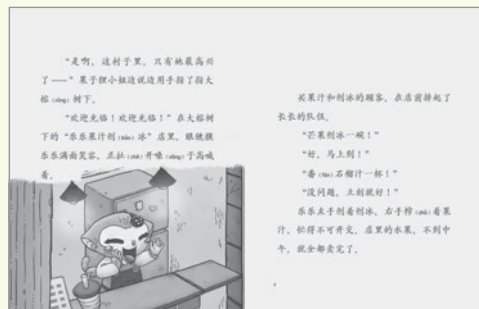 “是啊，这村子里，只有她最高兴
了——”果子狸小姐边说边用手指了指大
榕(róng)树下。
“欢迎光临！欢迎光临！”在大榕树
下的“乐乐果汁刨(bào)冰”店里，眼镜猴
乐乐满面笑容，正扯(chě)开嗓(sǎng)子高喊
着。
买果汁和刨冰的顾客，在店前排起了
长长的队伍。
“芒果刨冰一碗！”
“好，马上到！”
“番(fān)石榴汁一杯！”
“没问题，立刻就好！”
乐乐左手刨着刨冰，右手榨(zhà)着果
汁，忙得不可开交。店里的水果，不到中
午，就全都卖完了。